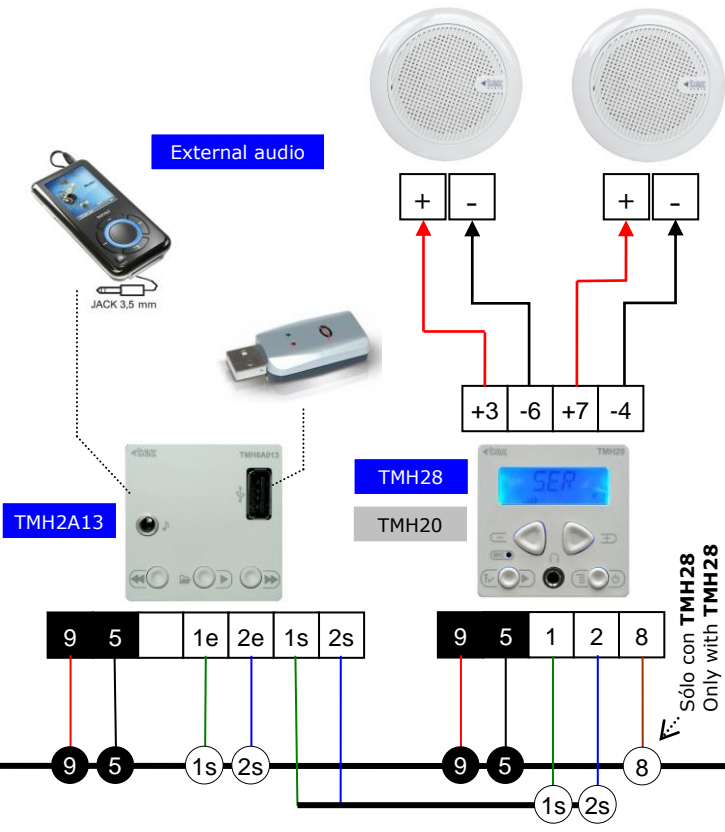 External audio
JACK 3,5 mm
+ - + -
+3 -6 +7 -4
TMH6A013
TMH28
SER
MIC
TMH28
TMH20
TMH2A13
9 5 1e 2e 1s 2s
9 5 1 2 8
Sólo con TMH28
Only with TMH28
9 5 1s 2s 9 5 8
1s 2s